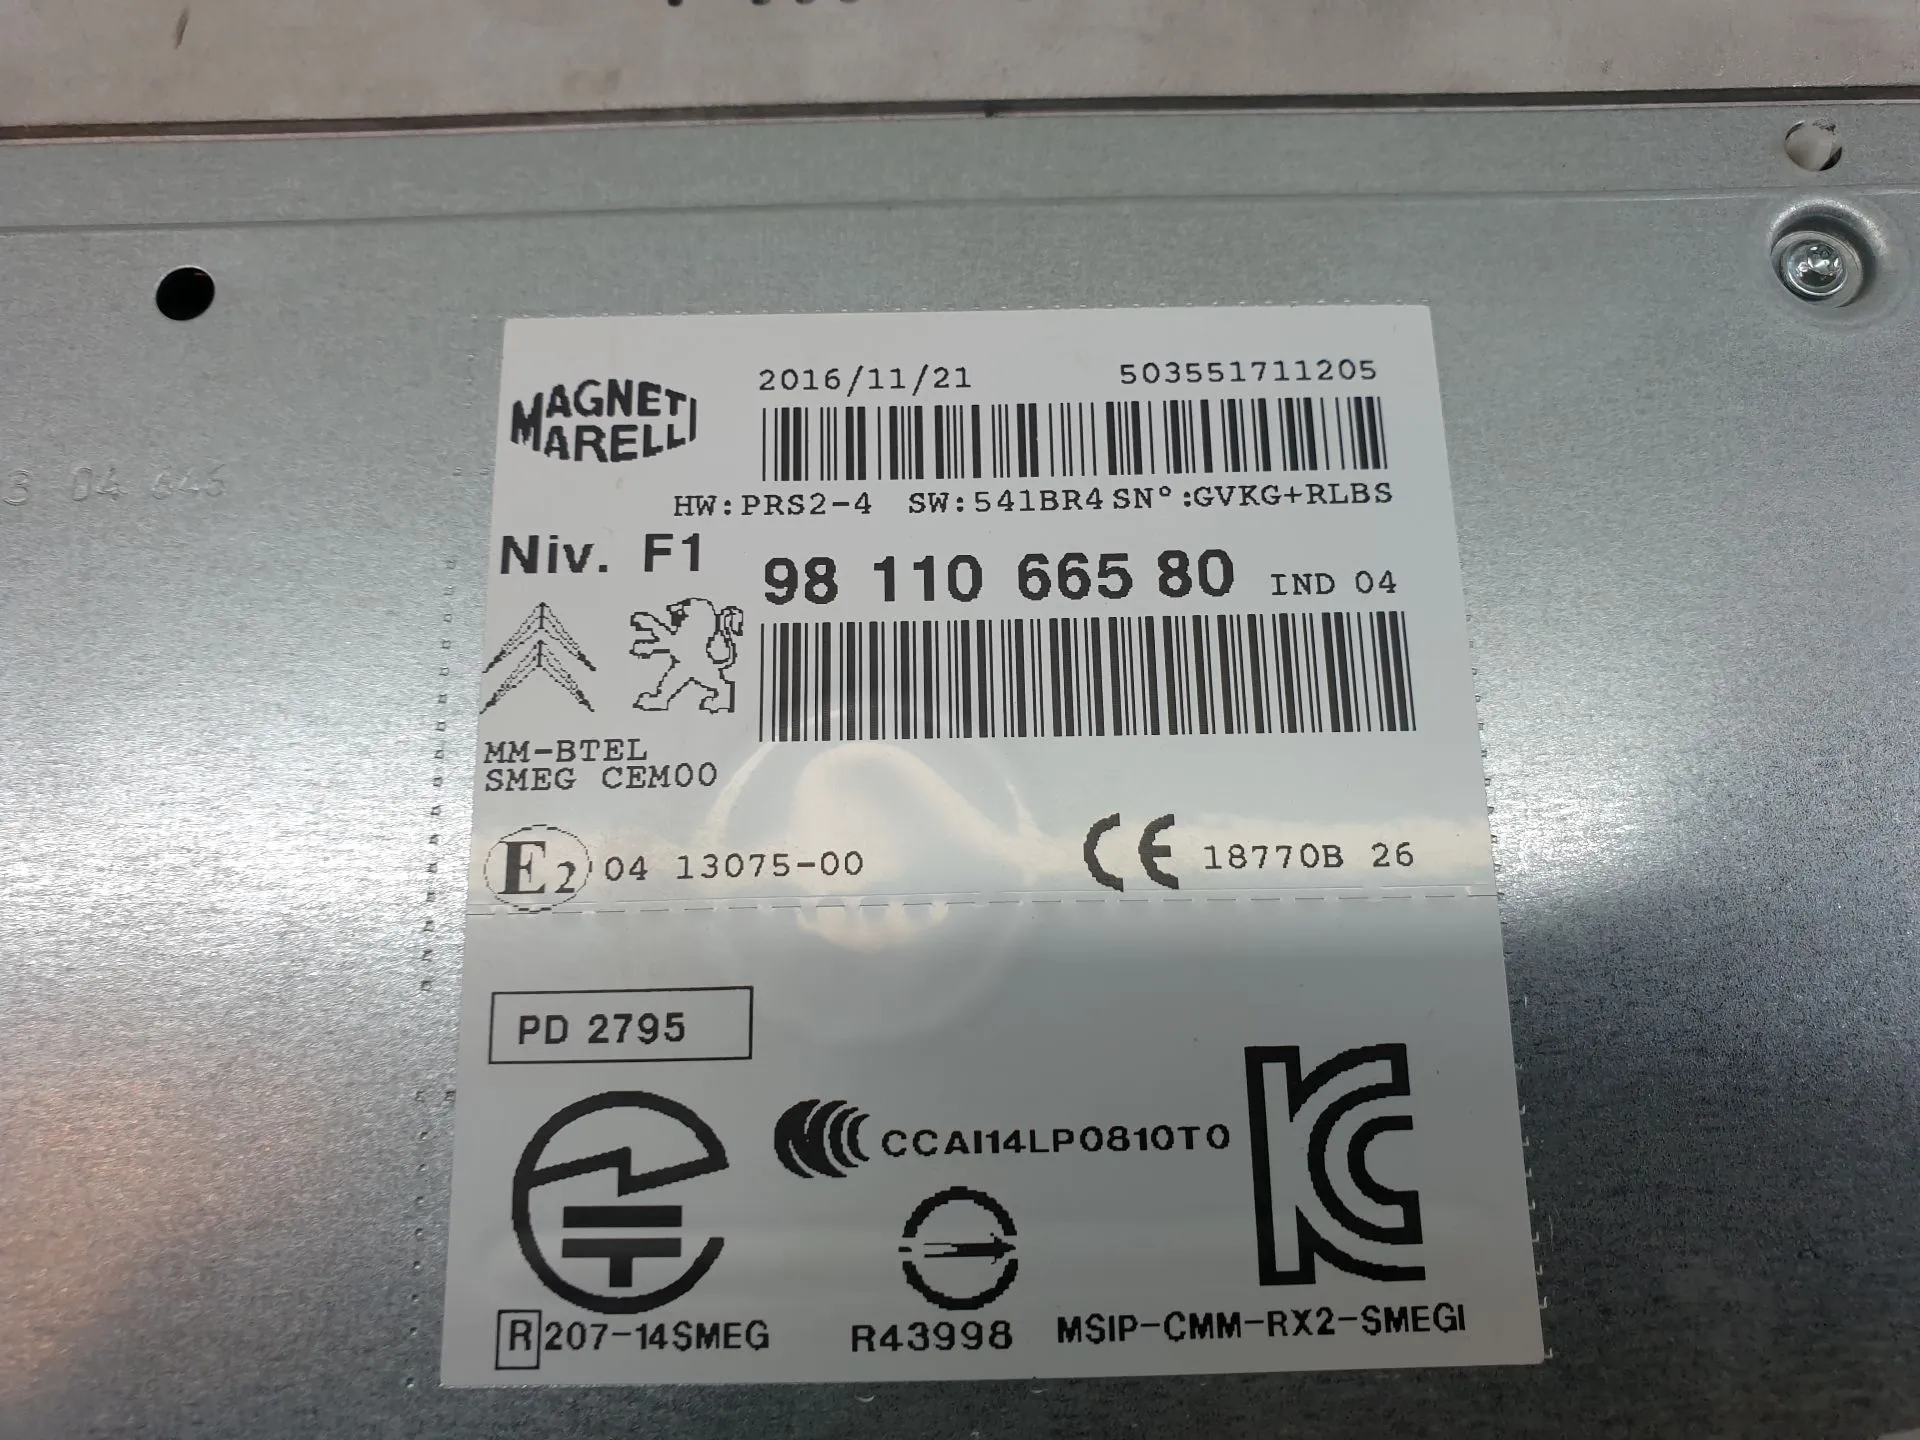 MAGNETI
MARELLI
2016/11/21 503551711205
HW:PRS2-4 SW:541BR4 SN°:GVKG+RLBS
Niv. F1
98 110 665 80 IND 04
MM-BTEL
SMEG CEM00
E2 04 13075-00
CE 18770B 26
PD 2795
CCAI14LP0810T0
R 207-14SMEG
R43998
MSIP-CMM-RX2-SMEGI